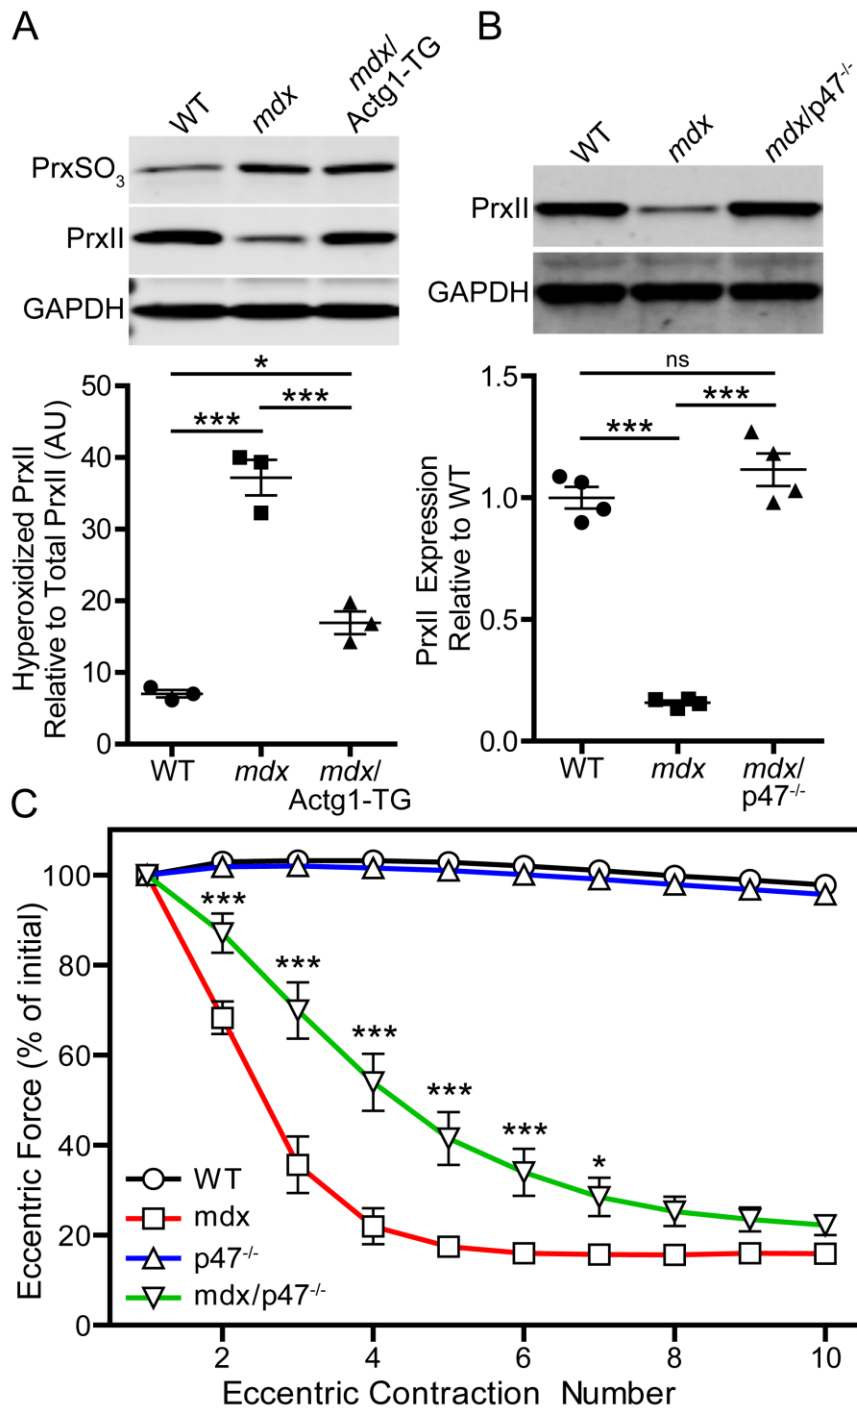 A
WT
mdx
mdx/
Actg1-TG
PrxSO₃
PrxII
GAPDH
Hyperoxidized PrxII
Relative to Total PrxII (AU)
50
40
30
20
10
0
*
***
***
WT
mdx
mdx/
Actg1-TG
B
WT
mdx
mdx/p47⁻/⁻
PrxII
GAPDH
PrxII Expression
Relative to WT
1.5
1.0
0.5
0.0
ns
***
***
WT
mdx
mdx/
p47⁻/⁻
C
Eccentric Force (% of initial)
100
80
60
40
20
0
***
***
***
***
***
*
WT
mdx
p47⁻/⁻
mdx/p47⁻/⁻
2 4 6 8 10
Eccentric Contraction Number